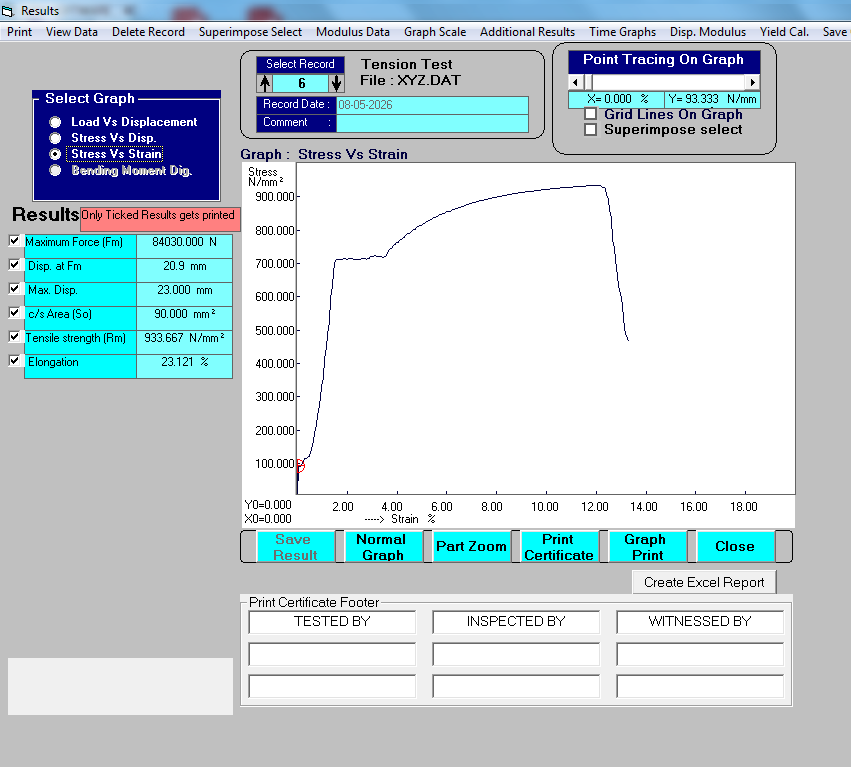 Results
Print View Data Delete Record Superimpose Select Modulus Data Graph Scale Additional Results Time Graphs Disp. Modulus Yield Cal. Save
Select Graph
Load Vs Displacement
Stress Vs Disp.
Stress Vs Strain
Bending Moment Dig.
Select Record
6
Tension Test
File : XYZ.DAT
Record Date : 08-05-2026
Comment :
Point Tracing On Graph
X= 0.000 % Y= 93.333 N/mm
Grid Lines On Graph
Superimpose select
Results Only Ticked Results gets printed
Maximum Force (Fm) 84030.000 N
Disp. at Fm 20.9 mm
Max. Disp. 23.000 mm
c/s Area (So) 90.000 mm²
Tensile strength (Rm) 933.667 N/mm²
Elongation 23.121 %
Graph : Stress Vs Strain
Stress
N/mm²
900.000
800.000
700.000
600.000
500.000
400.000
300.000
200.000
100.000
Y0=0.000
X0=0.000
2.00 4.00 6.00 8.00 10.00 12.00 14.00 16.00 18.00
----> Strain %
Save Result
Normal Graph
Part Zoom
Print Certificate
Graph Print
Close
Create Excel Report
Print Certificate Footer
TESTED BY INSPECTED BY WITNESSED BY